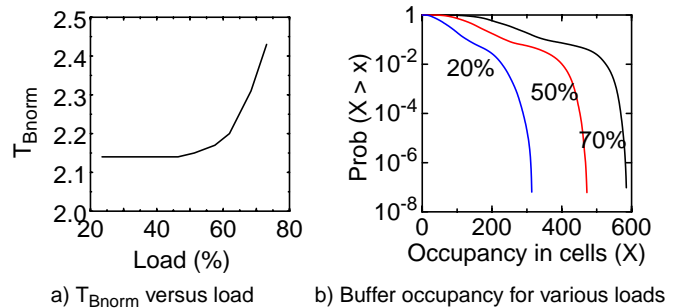 2.5
2.4
2.3
2.2
2.1
2.0
T_Bnorm
20 40 60 80
Load (%)
a) T_Bnorm versus load
1
10^-2
10^-4
10^-6
10^-8
Prob (X > x)
20%
50%
70%
0 200 400 600
Occupancy in cells (X)
b) Buffer occupancy for various loads